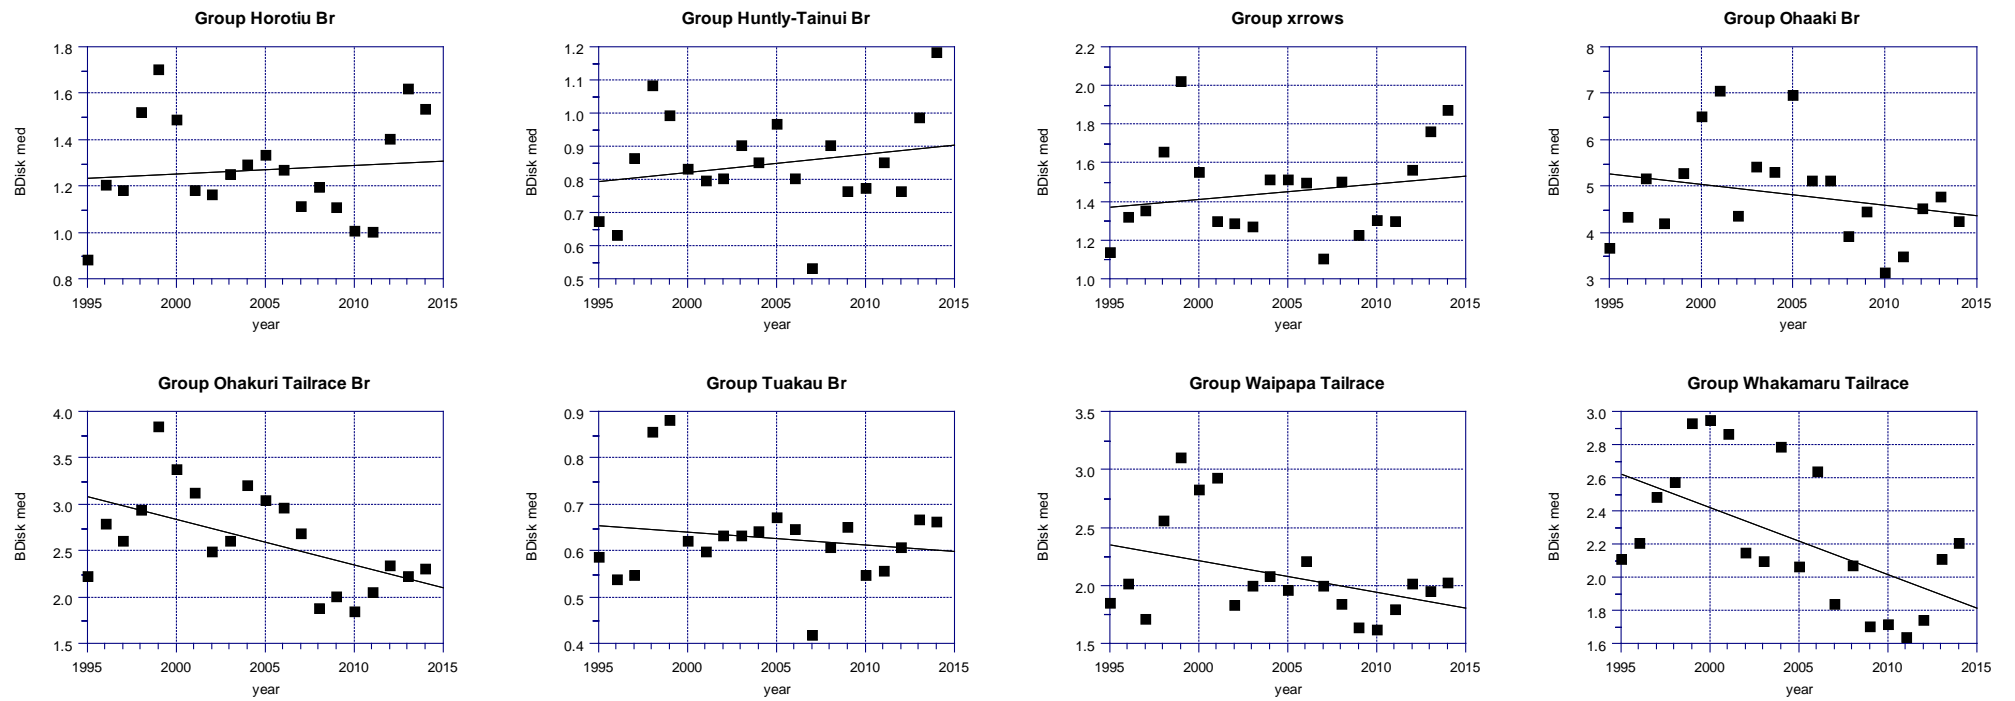 Group Horotiu Br
1.8
1.6
1.4
1.2
1.0
0.8
BDisk med
1995 2000 2005 2010 2015
year
Group Huntly-Tainui Br
1.2
1.1
1.0
0.9
0.8
0.7
0.6
0.5
BDisk med
1995 2000 2005 2010 2015
year
Group xrrows
2.2
2.0
1.8
1.6
1.4
1.2
1.0
BDisk med
1995 2000 2005 2010 2015
year
Group Ohaaki Br
8
7
6
5
4
3
BDisk med
1995 2000 2005 2010 2015
year
Group Ohakuri Tailrace Br
4.0
3.5
3.0
2.5
2.0
1.5
BDisk med
1995 2000 2005 2010 2015
year
Group Tuakau Br
0.9
0.8
0.7
0.6
0.5
0.4
BDisk med
1995 2000 2005 2010 2015
year
Group Waipapa Tailrace
3.5
3.0
2.5
2.0
1.5
BDisk med
1995 2000 2005 2010 2015
year
Group Whakamaru Tailrace
3.0
2.8
2.6
2.4
2.2
2.0
1.8
1.6
BDisk med
1995 2000 2005 2010 2015
year